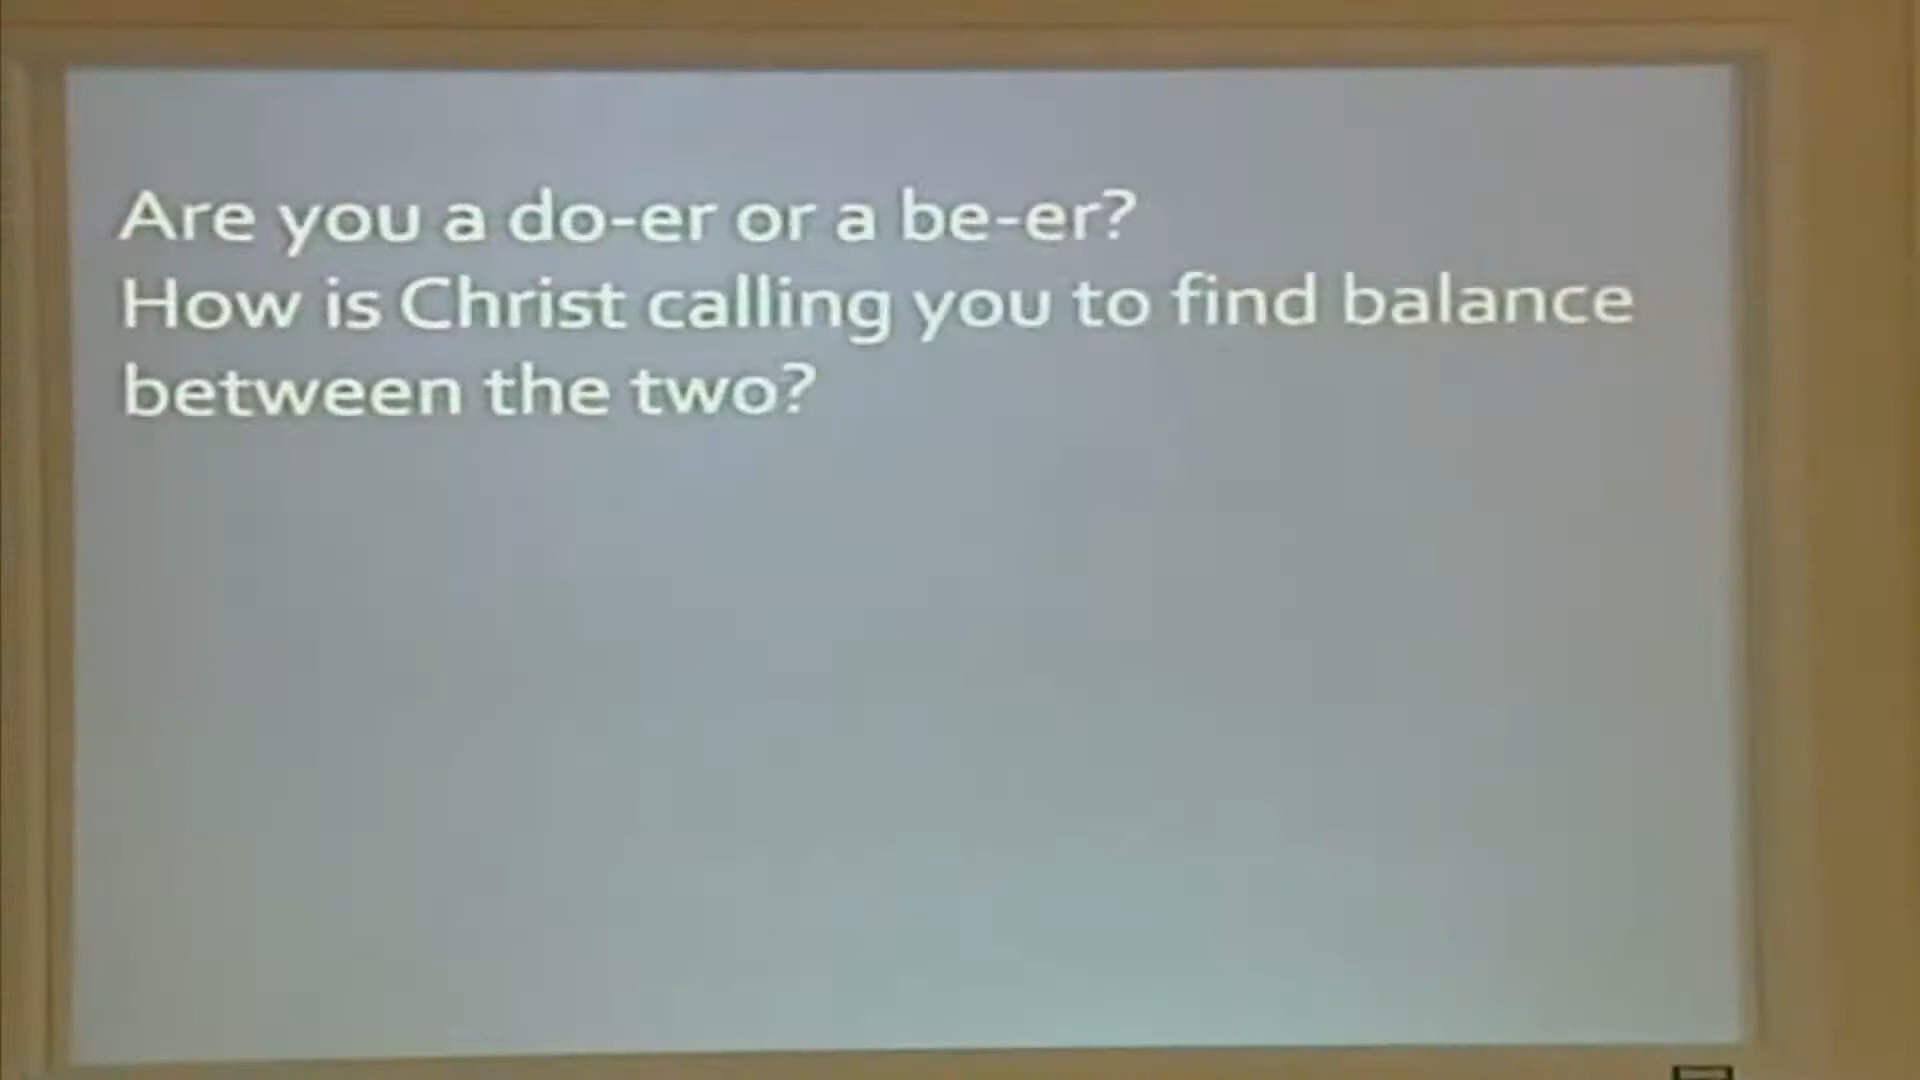 Are you a do-er or a be-er?
How is Christ calling you to find balance
between the two?